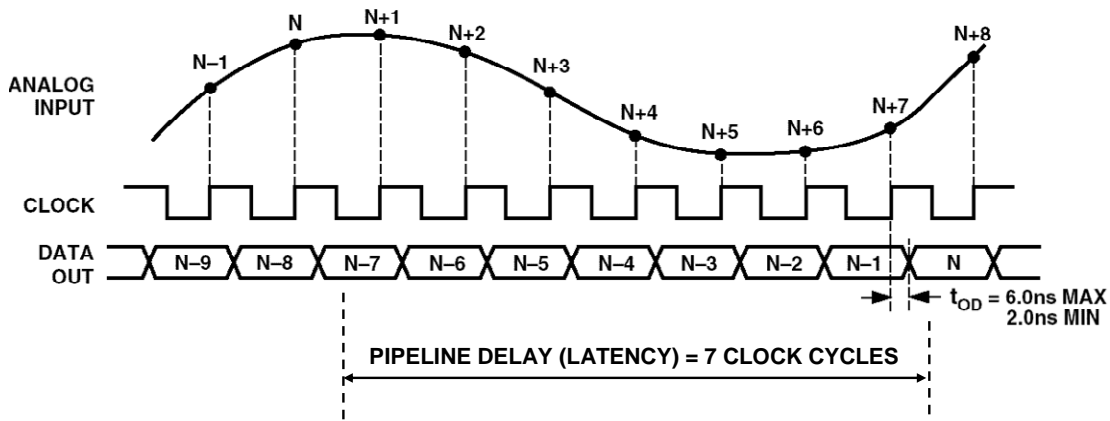 N–1
N
N+1
N+2
N+3
N+4
N+5
N+6
N+7
N+8
ANALOG
INPUT
CLOCK
DATA
OUT
N–9
N–8
N–7
N–6
N–5
N–4
N–3
N–2
N–1
N
tOD = 6.0ns MAX
2.0ns MIN
PIPELINE DELAY (LATENCY) = 7 CLOCK CYCLES